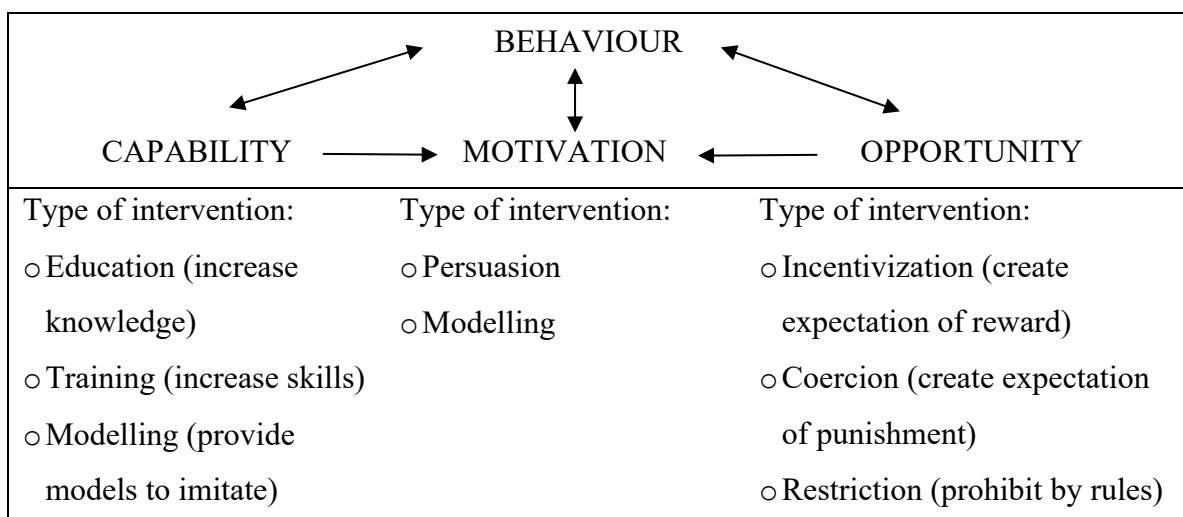 BEHAVIOUR
CAPABILITY MOTIVATION OPPORTUNITY
Type of intervention:
o Education (increase
knowledge)
o Training (increase skills)
o Modelling (provide
models to imitate)
Type of intervention:
o Persuasion
o Modelling
Type of intervention:
o Incentivization (create
expectation of reward)
o Coercion (create expectation
of punishment)
o Restriction (prohibit by rules)